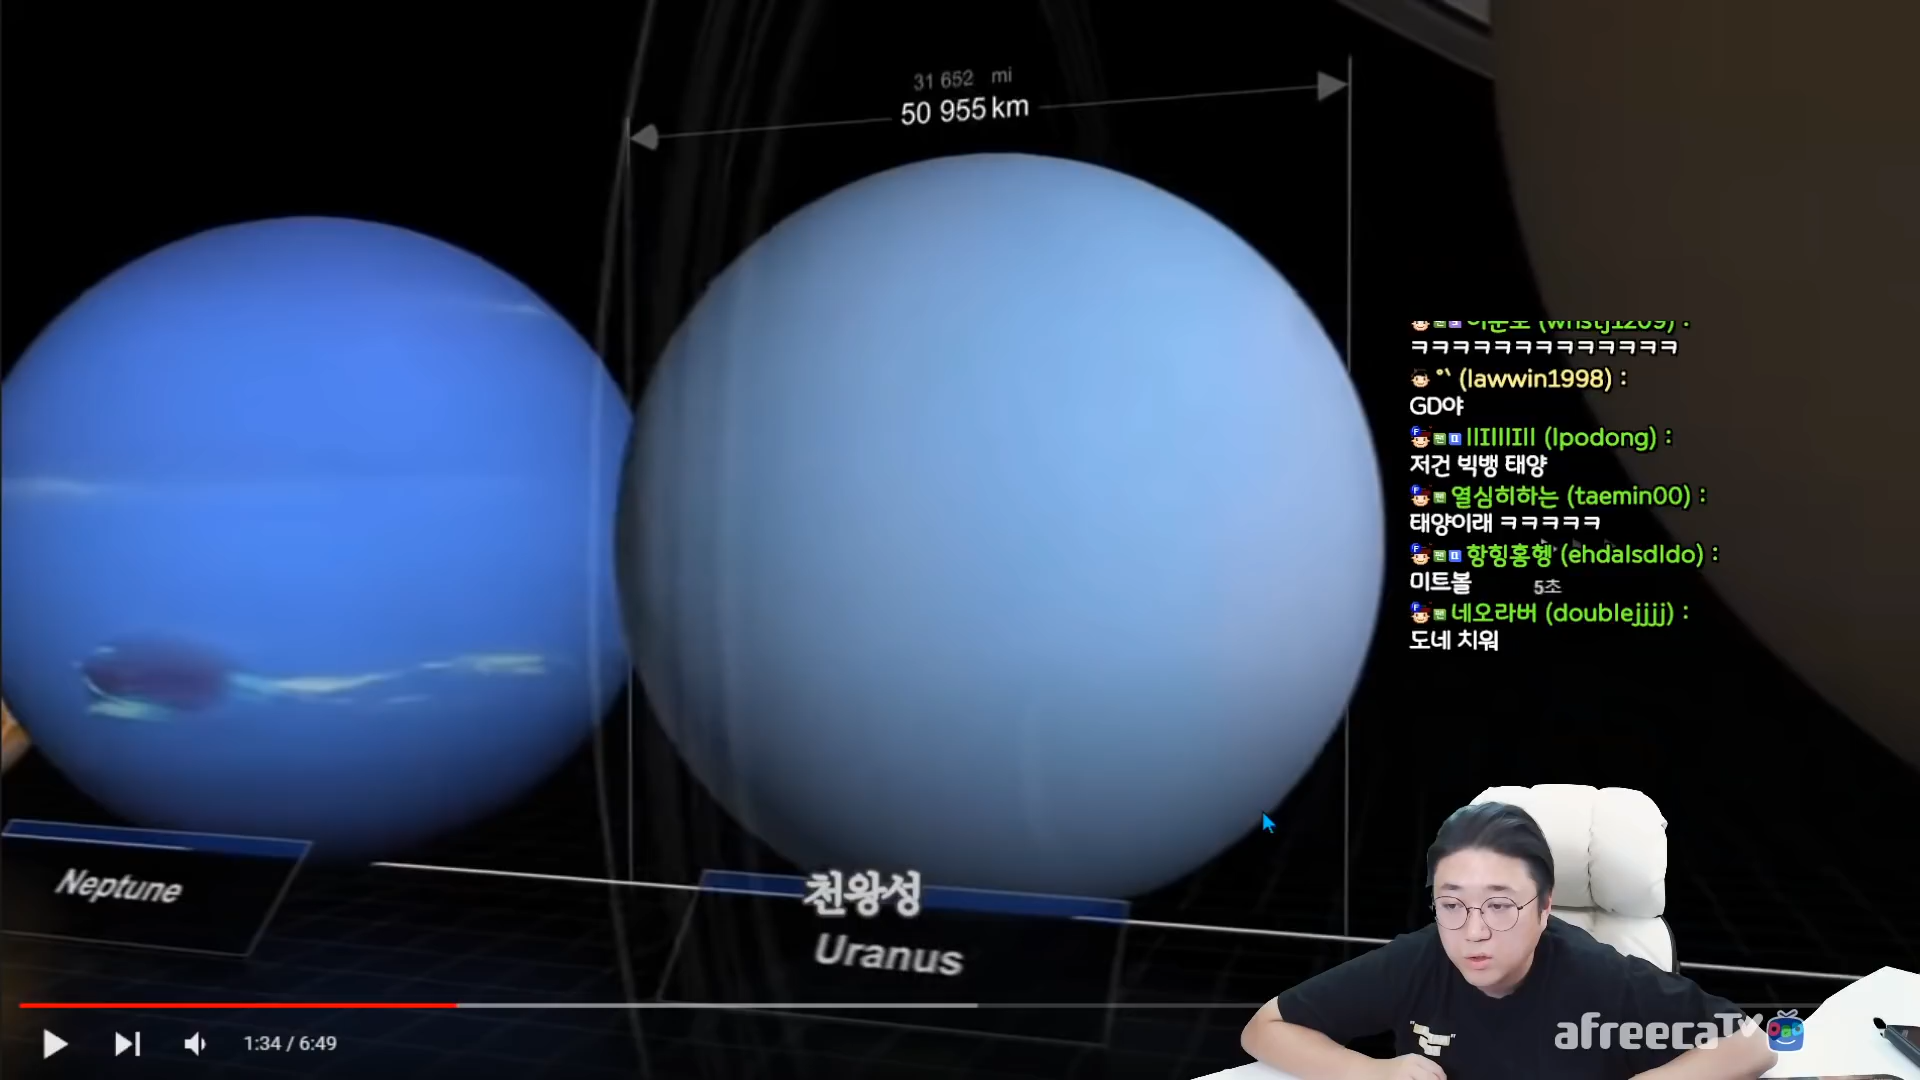 31 652 mi
50 955 km
ㅋㅋㅋㅋㅋㅋㅋㅋㅋㅋㅋㅋㅋ
(lawwin1998) :
GD야
llIlllIll (lpodong) :
저건 빅뱅 태양
열심히하는 (taemin00) :
태양이래 ㅋㅋㅋㅋㅋ
항힝홍헹 (ehdalsdldo) :
미트볼
5초
네오라버 (doublejjjj) :
도네 치워
Neptune
천왕성
Uranus
1:34 / 6:49
afreecaTV